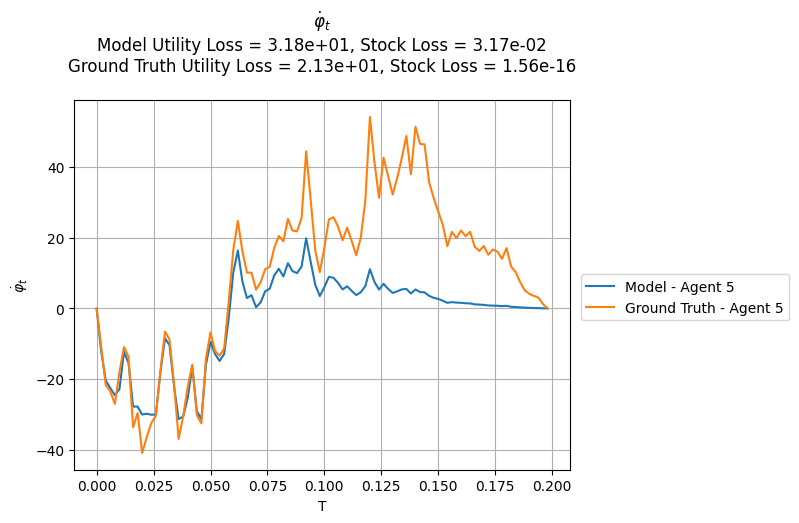 φ̇ₜ
Model Utility Loss = 3.18e+01, Stock Loss = 3.17e-02
Ground Truth Utility Loss = 2.13e+01, Stock Loss = 1.56e-16
40
20
0
−20
−40
φ̇ₜ
0.000 0.025 0.050 0.075 0.100 0.125 0.150 0.175 0.200
T
Model - Agent 5
Ground Truth - Agent 5